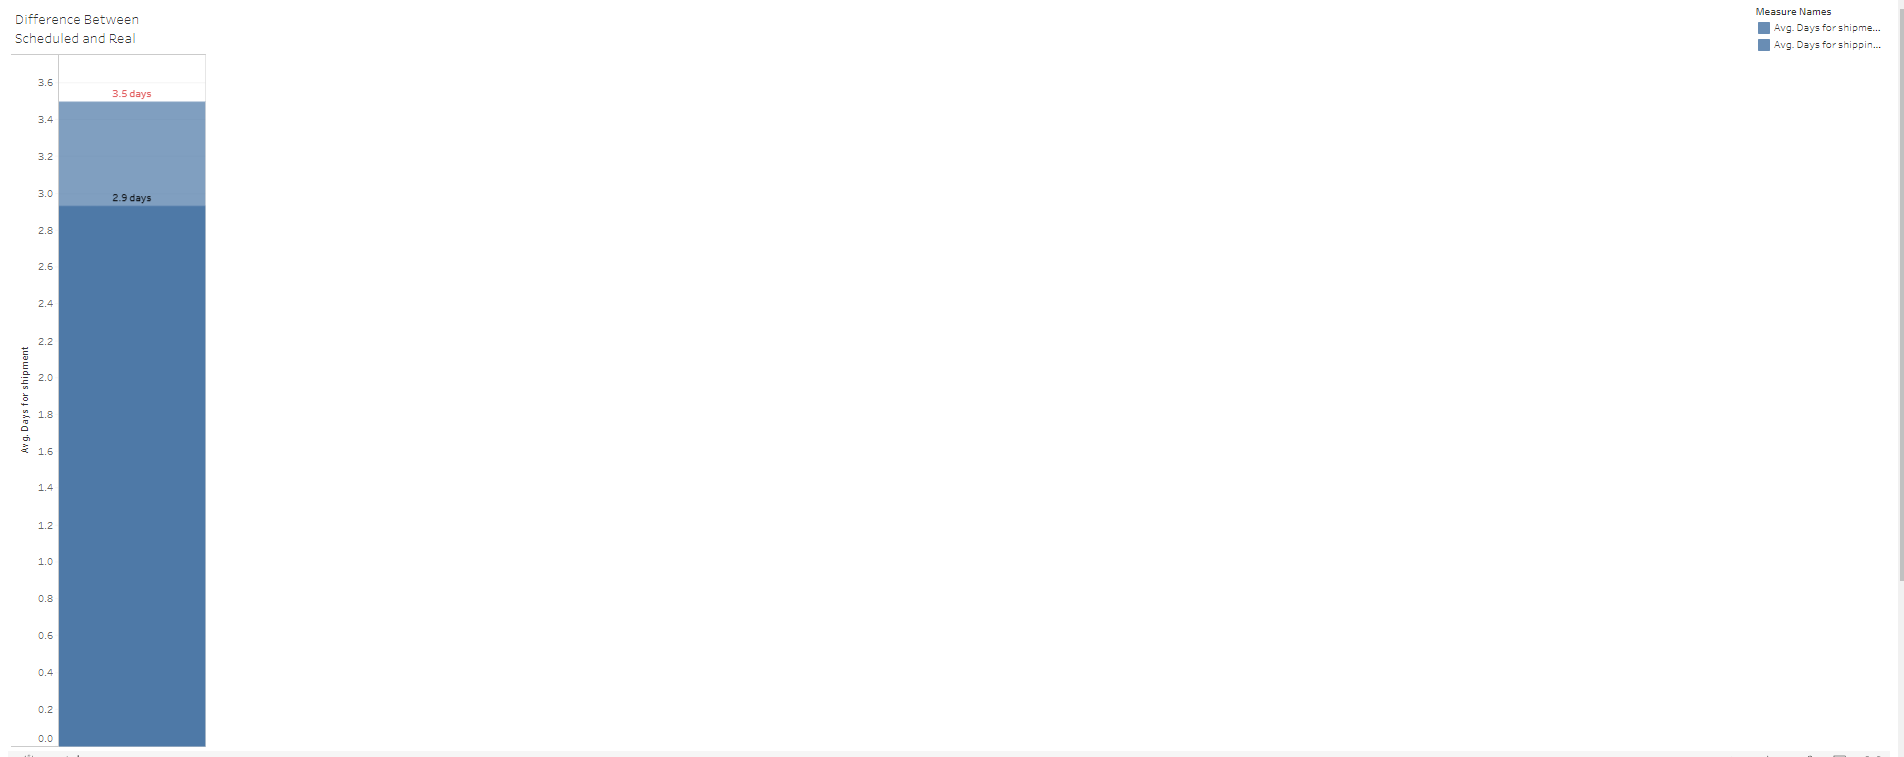 Difference Between
Scheduled and Real
Measure Names
Avg. Days for shipme...
Avg. Days for shippin...
3.6
3.5 days
3.4
3.2
3.0
2.9 days
2.8
2.6
2.4
2.2
2.0
1.8
1.6
1.4
1.2
1.0
0.8
0.6
0.4
0.2
0.0
Avg. Days for shipment